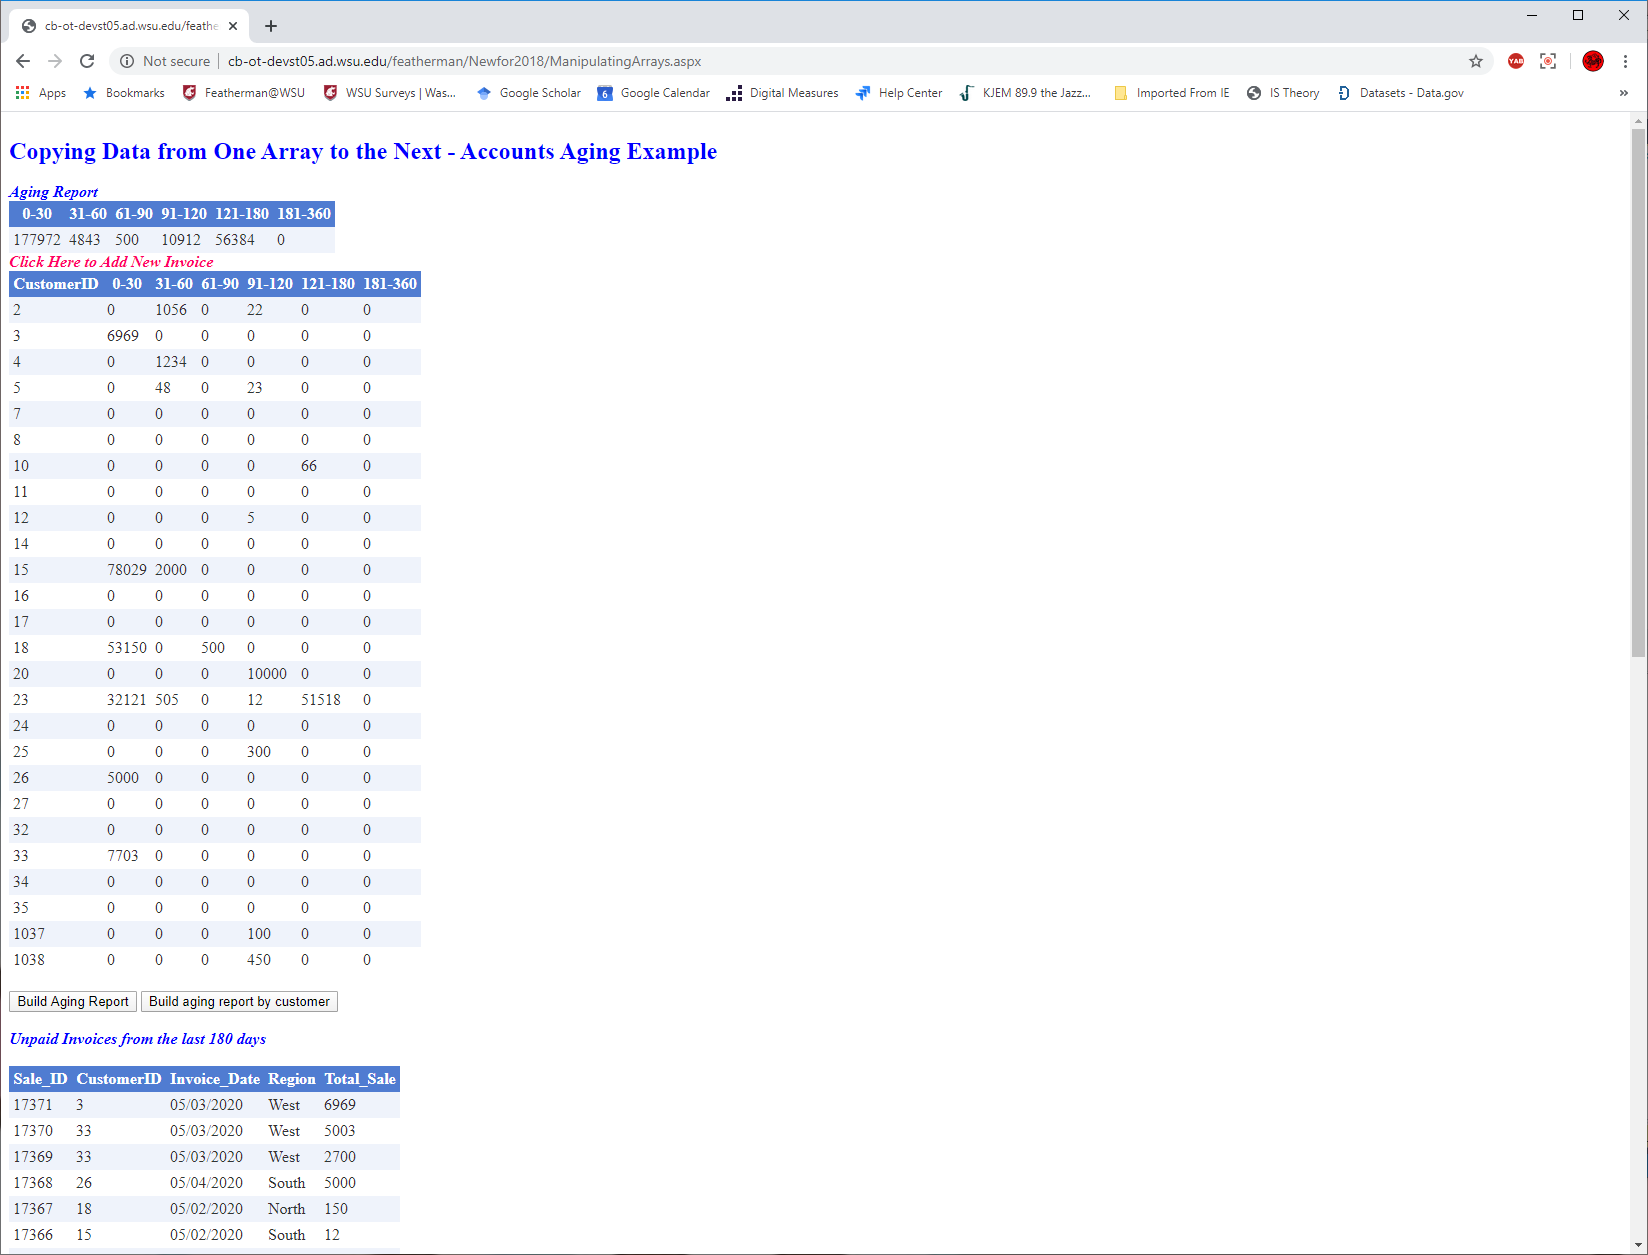 cb-ot-devst05.ad.wsu.edu/feathe
Not secure | cb-ot-devst05.ad.wsu.edu/featherman/Newfor2018/ManipulatingArrays.aspx YAB
Apps Bookmarks Featherman@WSU WSU Surveys | Was... Google Scholar 6 Google Calendar Digital Measures Help Center KJEM 89.9 the Jazz... Imported From IE IS Theory Datasets - Data.gov »
Copying Data from One Array to the Next - Accounts Aging Example
Aging Report
0-30 31-60 61-90 91-120 121-180 181-360
177972 4843 500 10912 56384 0
Click Here to Add New Invoice
CustomerID 0-30 31-60 61-90 91-120 121-180 181-360
2 0 1056 0 22 0 0
3 6969 0 0 0 0 0
4 0 1234 0 0 0 0
5 0 48 0 23 0 0
7 0 0 0 0 0 0
8 0 0 0 0 0 0
10 0 0 0 0 66 0
11 0 0 0 0 0 0
12 0 0 0 5 0 0
14 0 0 0 0 0 0
15 78029 2000 0 0 0 0
16 0 0 0 0 0 0
17 0 0 0 0 0 0
18 53150 0 500 0 0 0
20 0 0 0 10000 0 0
23 32121 505 0 12 51518 0
24 0 0 0 0 0 0
25 0 0 0 300 0 0
26 5000 0 0 0 0 0
27 0 0 0 0 0 0
32 0 0 0 0 0 0
33 7703 0 0 0 0 0
34 0 0 0 0 0 0
35 0 0 0 0 0 0
1037 0 0 0 100 0 0
1038 0 0 0 450 0 0
Build Aging Report Build aging report by customer
Unpaid Invoices from the last 180 days
Sale_ID CustomerID Invoice_Date Region Total_Sale
17371 3 05/03/2020 West 6969
17370 33 05/03/2020 West 5003
17369 33 05/03/2020 West 2700
17368 26 05/04/2020 South 5000
17367 18 05/02/2020 North 150
17366 15 05/02/2020 South 12